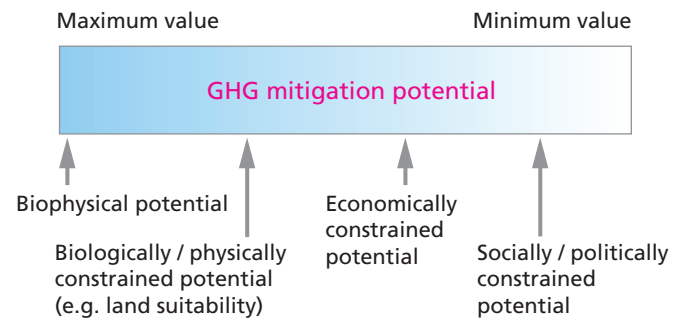 Maximum value
Minimum value
GHG mitigation potential
Biophysical potential
Biologically / physically
constrained potential
(e.g. land suitability)
Economically
constrained
potential
Socially / politically
constrained
potential